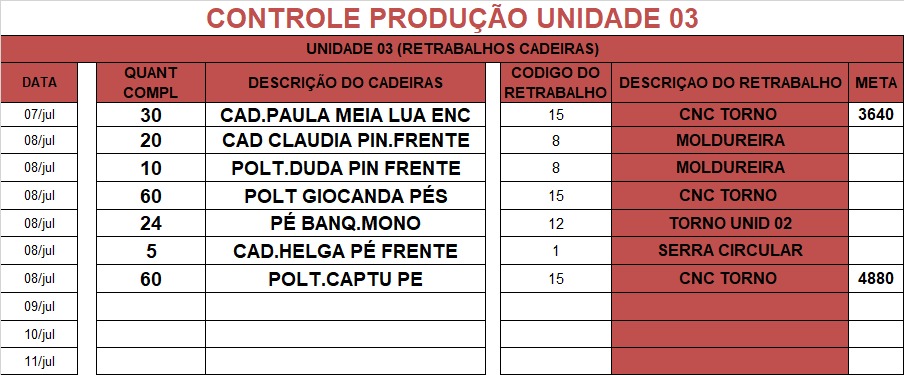 CONTROLE PRODUÇÃO UNIDADE 03
UNIDADE 03 (RETRABALHOS CADEIRAS)
DATA QUANT COMPL DESCRIÇÃO DO CADEIRAS CODIGO DO RETRABALHO DESCRIÇAO DO RETRABALHO META
07/jul 30 CAD.PAULA MEIA LUA ENC 15 CNC TORNO 3640
08/jul 20 CAD CLAUDIA PIN.FRENTE 8 MOLDUREIRA
08/jul 10 POLT.DUDA PIN FRENTE 8 MOLDUREIRA
08/jul 60 POLT GIOCANDA PÉS 15 CNC TORNO
08/jul 24 PÉ BANQ.MONO 12 TORNO UNID 02
08/jul 5 CAD.HELGA PÉ FRENTE 1 SERRA CIRCULAR
08/jul 60 POLT.CAPTU PE 15 CNC TORNO 4880
09/jul
10/jul
11/jul